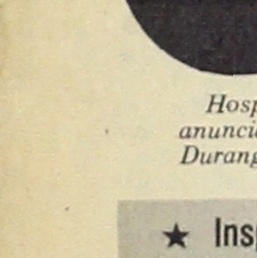 Hosp
anunci
Durang
★ Insp